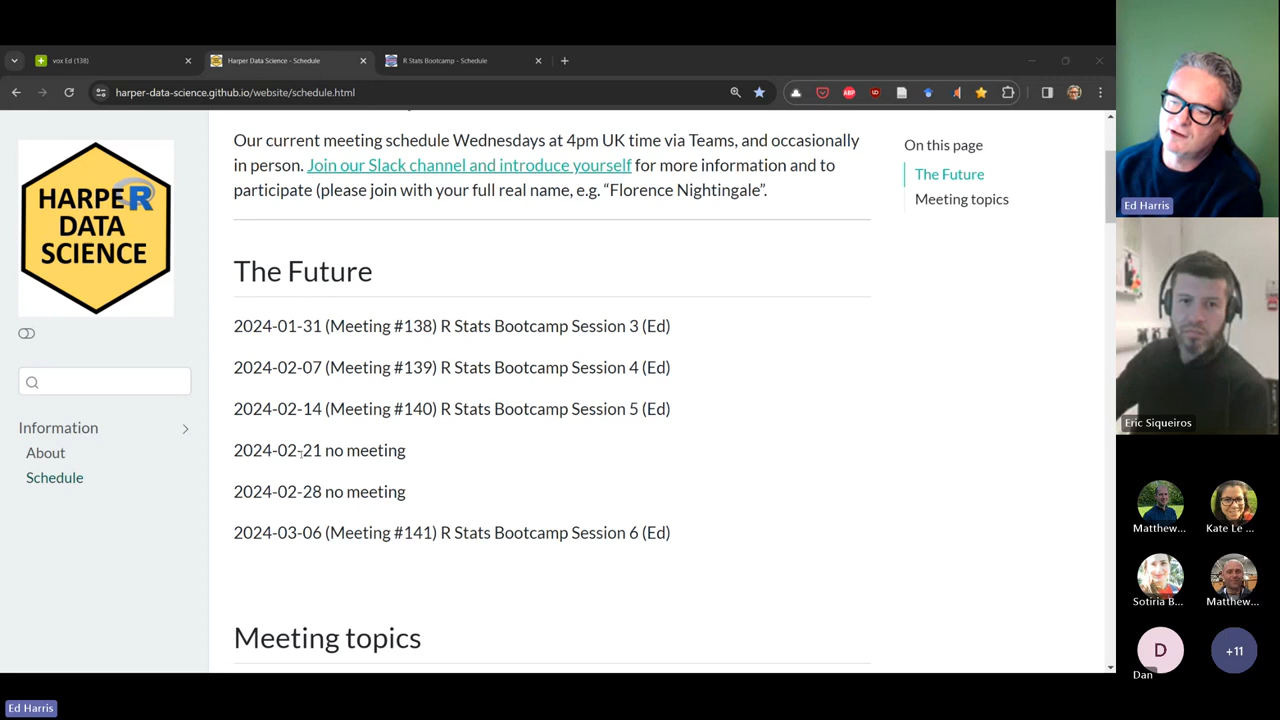 vox Ed (138)
Harper Data Science - Schedule
R Stats Bootcamp - Schedule
harper-data-science.github.io/website/schedule.html
ABP
HARPER
DATA
SCIENCE
Information
About
Schedule
Our current meeting schedule Wednesdays at 4pm UK time via Teams, and occasionally
in person. Join our Slack channel and introduce yourself for more information and to
participate (please join with your full real name, e.g. “Florence Nightingale”.
The Future
2024-01-31 (Meeting #138) R Stats Bootcamp Session 3 (Ed)
2024-02-07 (Meeting #139) R Stats Bootcamp Session 4 (Ed)
2024-02-14 (Meeting #140) R Stats Bootcamp Session 5 (Ed)
2024-02-21 no meeting
2024-02-28 no meeting
2024-03-06 (Meeting #141) R Stats Bootcamp Session 6 (Ed)
Meeting topics
On this page
The Future
Meeting topics
Ed Harris
Eric Siqueiros
Matthew...
Kate Le ...
Sotiria B...
Matthew...
D
Dan
+11
Ed Harris